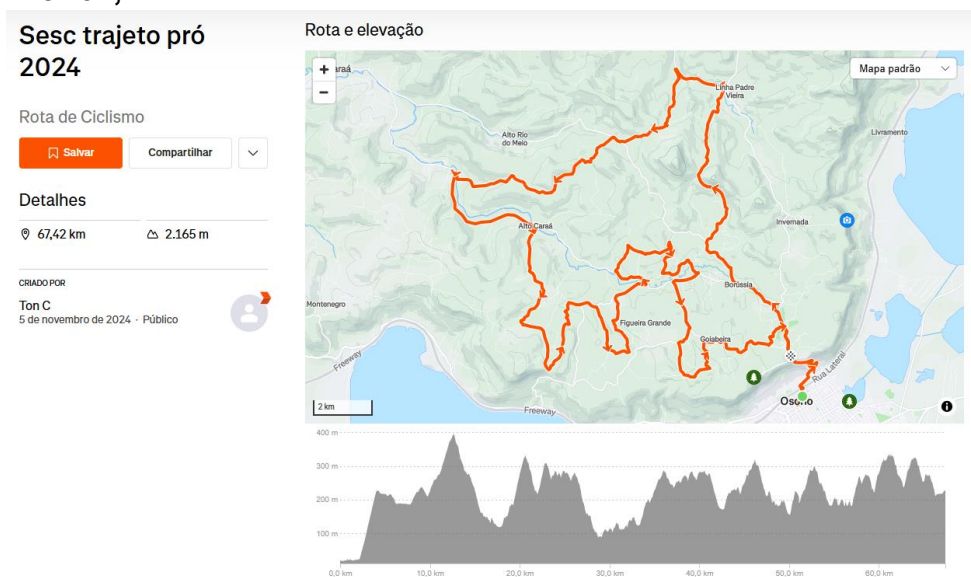 Sesc trajeto pró
2024
Rota de Ciclismo
Salvar
Compartilhar
Detalhes
67,42 km
2.165 m
CRIADO POR
Ton C
5 de novembro de 2024 · Público
Rota e elevação
+
−
Mapa padrão
Linha Padre
Vieira
Alto Rio
do Meio
Livramento
Alto Caraá
Invernada
Borússia
Montenegro
Figueira Grande
Goiabeira
Freeway
Rua Lateral
2 km
Freeway
400 m
300 m
200 m
100 m
0,0 km
10,0 km
20,0 km
30,0 km
40,0 km
50,0 km
60,0 km